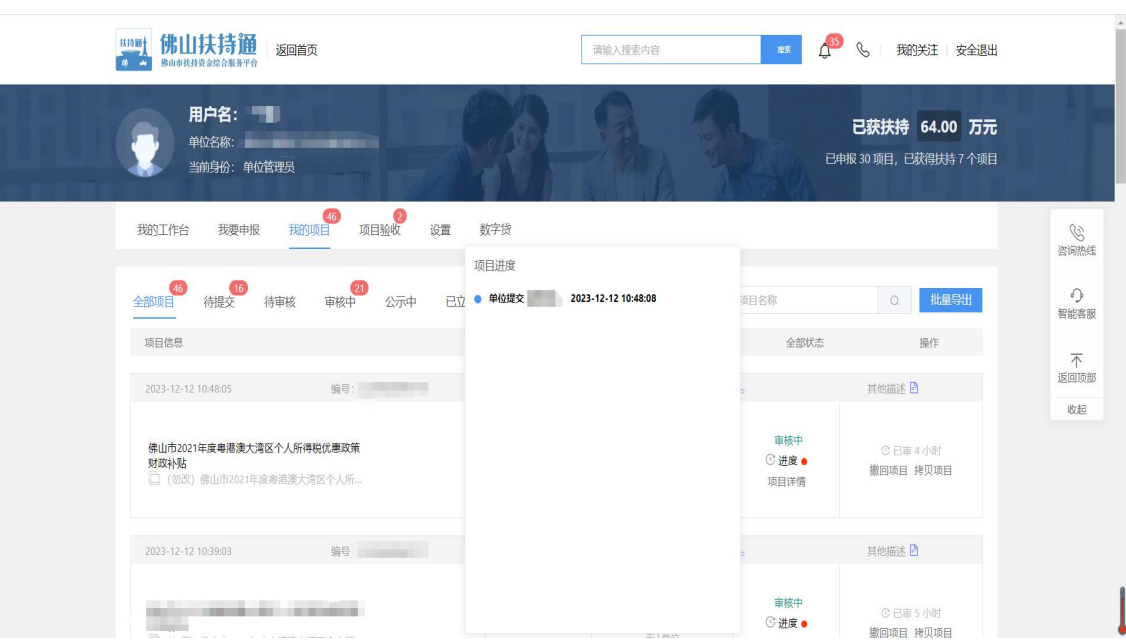 扶持通
佛山
佛山扶持通
佛山市扶持资金综合服务平台
返回首页
请输入搜索内容
搜索
35
我的关注
安全退出
用户名:
单位名称:
当前身份: 单位管理员
已获扶持 64.00 万元
已申报 30 项目, 已获得扶持 7 个项目
我的工作台
我要申报
我的项目
46
项目验收
2
设置
数字贷
咨询热线
智能客服
返回顶部
收起
全部项目
46
待提交
16
待审核
审核中
21
公示中
已立
项目名称
批量导出
项目进度
单位提交
2023-12-12 10:48:08
项目信息
全部状态
操作
2023-12-12 10:48:05
编号:
其他描述
佛山市2021年度粤港澳大湾区个人所得税优惠政策
财政补贴
(勿改) 佛山市2021年度粤港澳大湾区个人所...
审核中
进度
项目详情
已审 4 小时
撤回项目 拷贝项目
2023-12-12 10:39:03
编号
其他描述
审核中
进度
已审 5 小时
撤回项目 拷贝项目